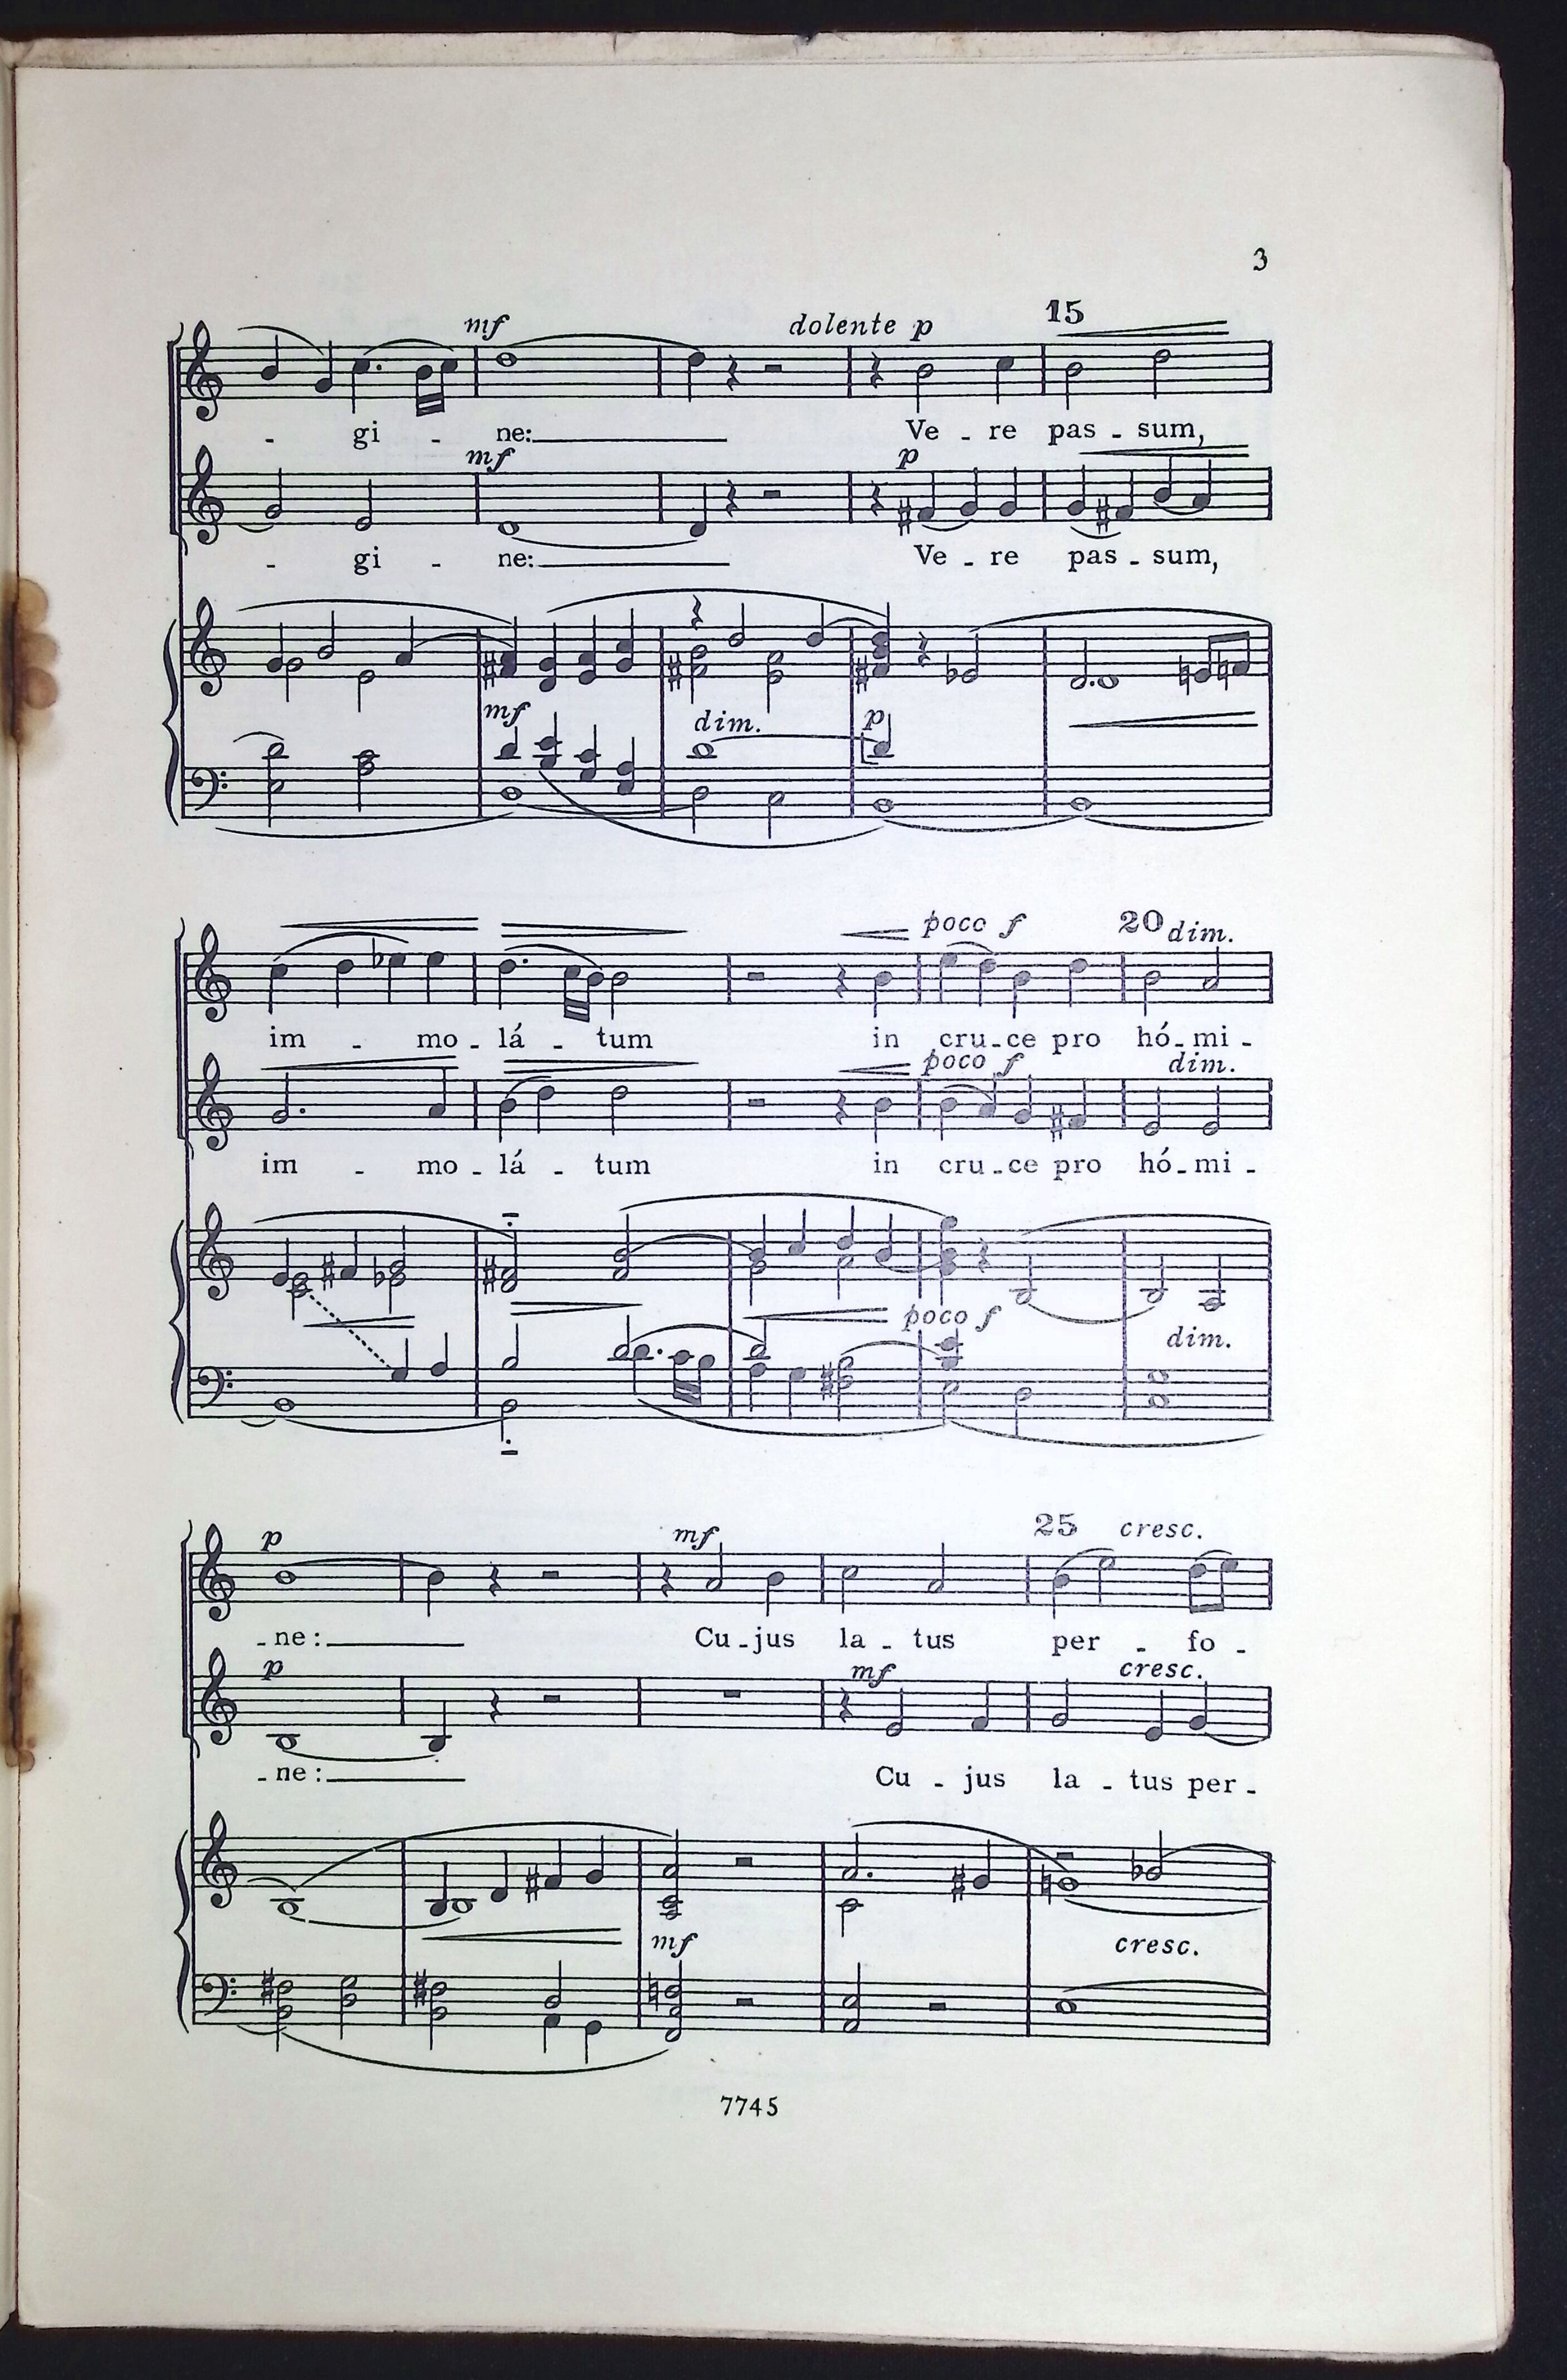 3
mf dolente p 15
- gi - ne: Ve - re pas - sum,
mf p
- gi - ne: Ve - re pas - sum,
mf dim. p
poco f 20 dim.
im - mo - lá - tum in cru - ce pro hó - mi -
poco f dim.
im - mo - lá - tum in cru - ce pro hó - mi -
poco f dim.
p mf 25 cresc.
- ne: Cu - jus la - tus per - fo -
p mf cresc.
- ne: Cu - jus la - tus per -
mf cresc.
7745